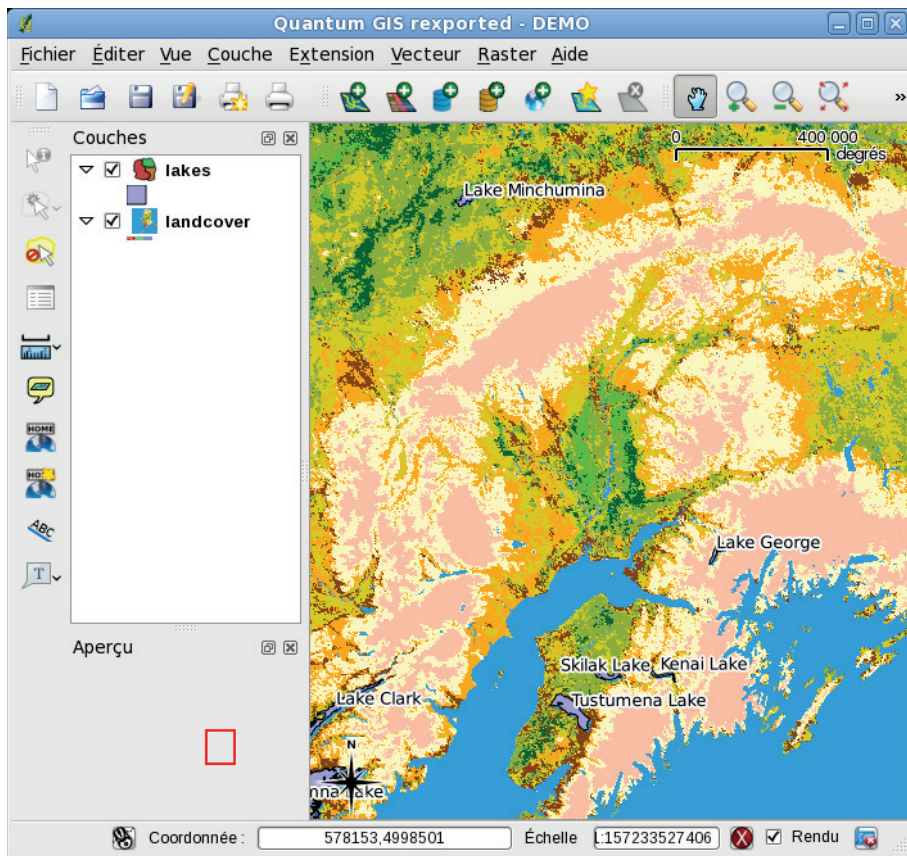 Quantum GIS rexported - DEMO
Fichier Éditer Vue Couche Extension Vecteur Raster Aide
»
Couches
lakes
landcover
0 400 000
degrés
Lake Minchumina
HOME
ABC
T
Lake George
Aperçu
Skilak Lake Kenai Lake
Lake Clark
Tustumena Lake
N
nna Lake
Coordonnée : 578153,4998501 Échelle 1:157233527406 Rendu